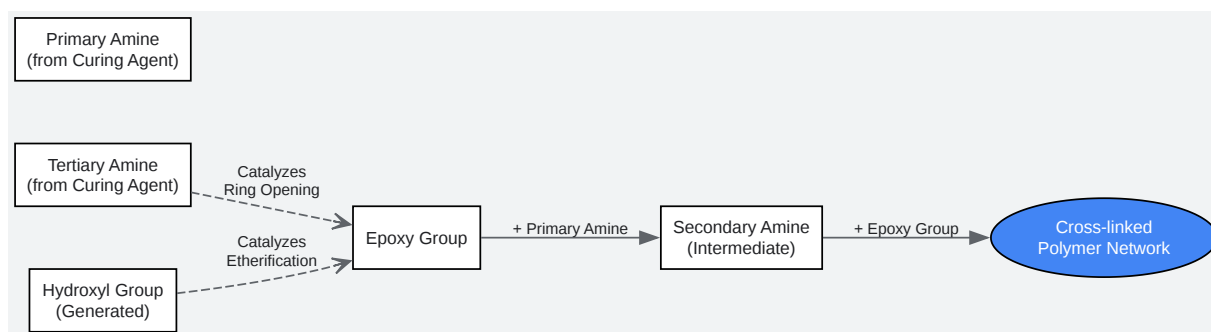 Primary Amine
(from Curing Agent)
Tertiary Amine
(from Curing Agent)
Catalyzes
Ring Opening
Hydroxyl Group
(Generated)
Catalyzes
Etherification
Epoxy Group
+ Primary Amine
Secondary Amine
(Intermediate)
+ Epoxy Group
Cross-linked
Polymer Network